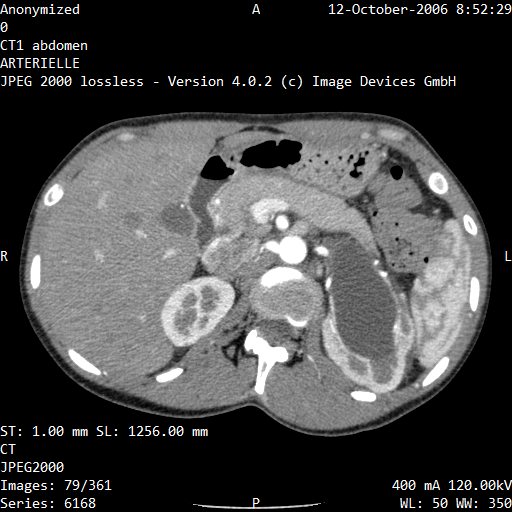 Anonymized A 12-October-2006 8:52:29
0
CT1 abdomen
ARTERIELLE
JPEG 2000 lossless - Version 4.0.2 (c) Image Devices GmbH
R L
ST: 1.00 mm SL: 1256.00 mm
CT
JPEG2000
Images: 79/361 400 mA 120.00kV
Series: 6168 P WL: 50 WW: 350